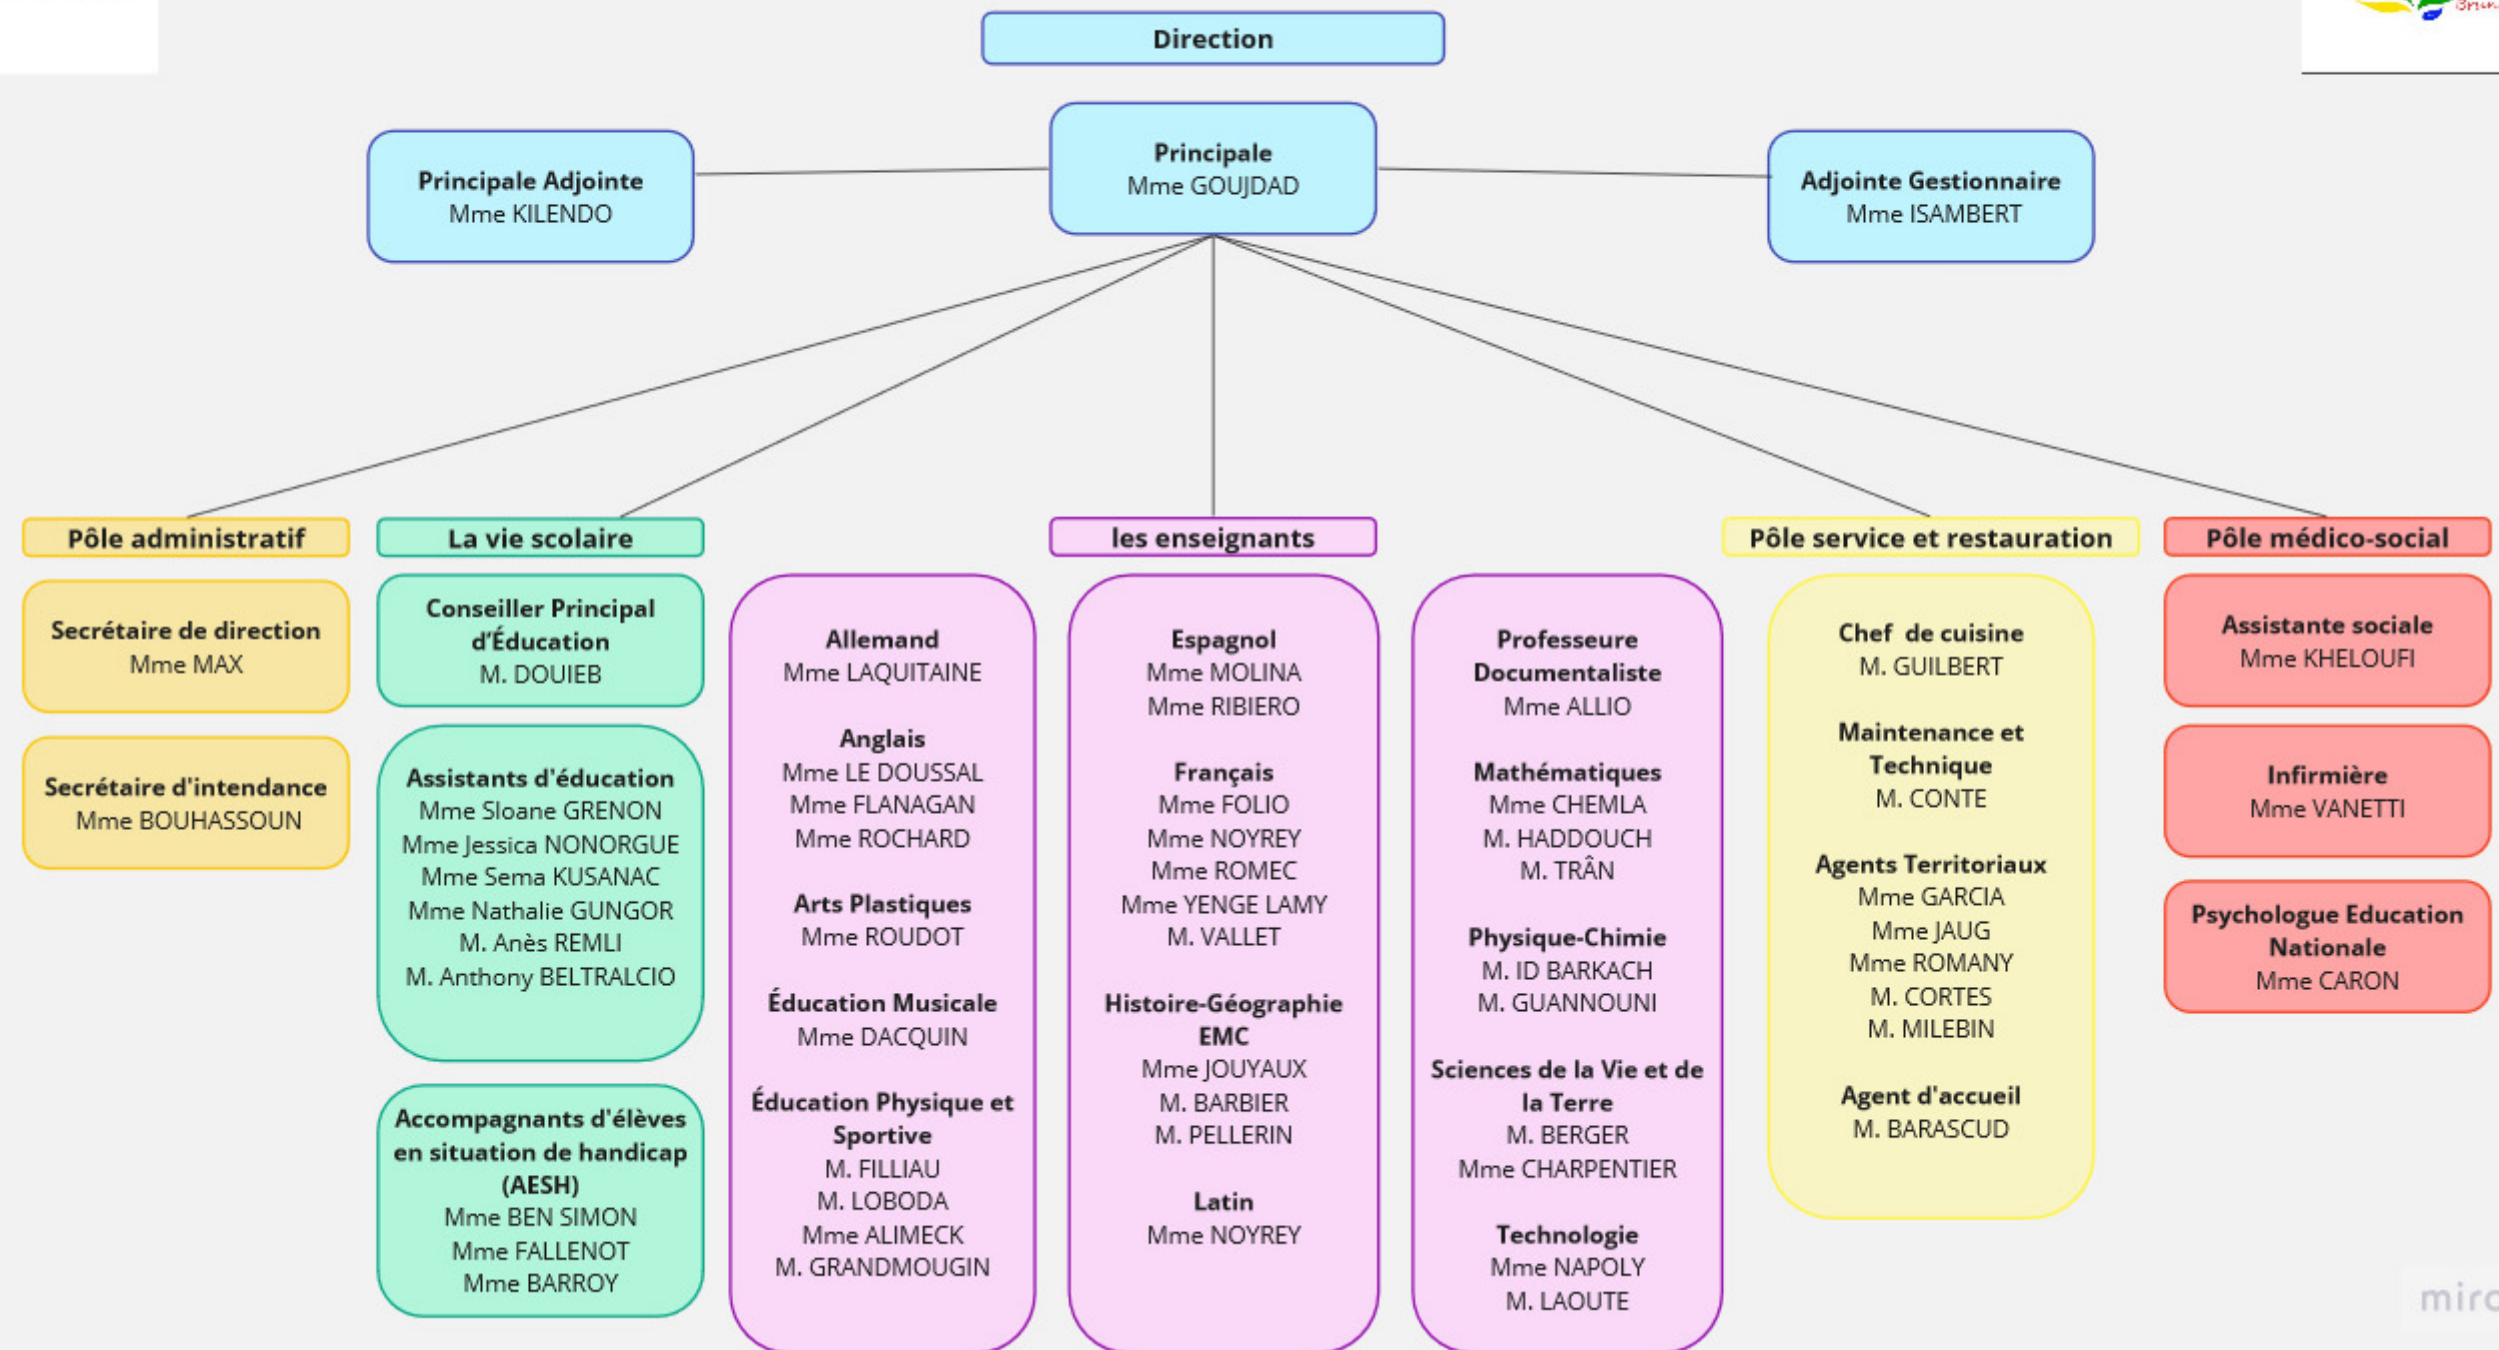 Direction
Principale
Mme GOUJDAD
Principale Adjointe
Mme KILENDO
Adjointe Gestionnaire
Mme ISAMBERT
Pôle administratif
Secrétaire de direction
Mme MAX
Secrétaire d'intendance
Mme BOUHASSOUN
La vie scolaire
Conseiller Principal
d'Éducation
M. DOUIEB
Assistants d'éducation
Mme Sloane GRENON
Mme Jessica NONORGUE
Mme Sema KUSANAC
Mme Nathalie GUNGOR
M. Anès REMLI
M. Anthony BELTRALCIO
Accompagnants d'élèves
en situation de handicap
(AESH)
Mme BEN SIMON
Mme FALLENOT
Mme BARROY
les enseignants
Allemand
Mme LAQUITAINE
Anglais
Mme LE DOUSSAL
Mme FLANAGAN
Mme ROCHARD
Arts Plastiques
Mme ROUDOT
Éducation Musicale
Mme DACQUIN
Éducation Physique et
Sportive
M. FILLIAU
M. LOBODA
Mme ALIMECK
M. GRANDMOUGIN
Espagnol
Mme MOLINA
Mme RIBIERO
Français
Mme FOLIO
Mme NOYREY
Mme ROMEC
Mme YENGE LAMY
M. VALLET
Histoire-Géographie
EMC
Mme JOUYAUX
M. BARBIER
M. PELLERIN
Latin
Mme NOYREY
Professeure
Documentaliste
Mme ALLIO
Mathématiques
Mme CHEMLA
M. HADDOUCH
M. TRÂN
Physique-Chimie
M. ID BARKACH
M. GUANNOUNI
Sciences de la Vie et de
la Terre
M. BERGER
Mme CHARPENTIER
Technologie
Mme NAPOLY
M. LAOUTE
Pôle service et restauration
Chef de cuisine
M. GUILBERT
Maintenance et
Technique
M. CONTE
Agents Territoriaux
Mme GARCIA
Mme JAUG
Mme ROMANY
M. CORTES
M. MILEBIN
Agent d'accueil
M. BARASCUD
Pôle médico-social
Assistante sociale
Mme KHELOUFI
Infirmière
Mme VANETTI
Psychologue Education
Nationale
Mme CARON